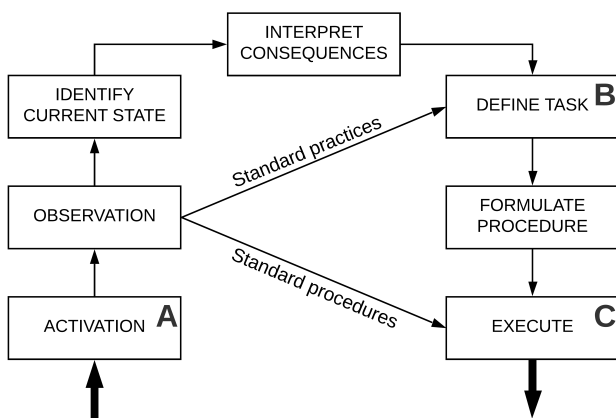 INTERPRET
CONSEQUENCES
IDENTIFY
CURRENT STATE
B
DEFINE TASK
Standard practices
OBSERVATION
FORMULATE
PROCEDURE
Standard procedures
ACTIVATION
A
EXECUTE
C